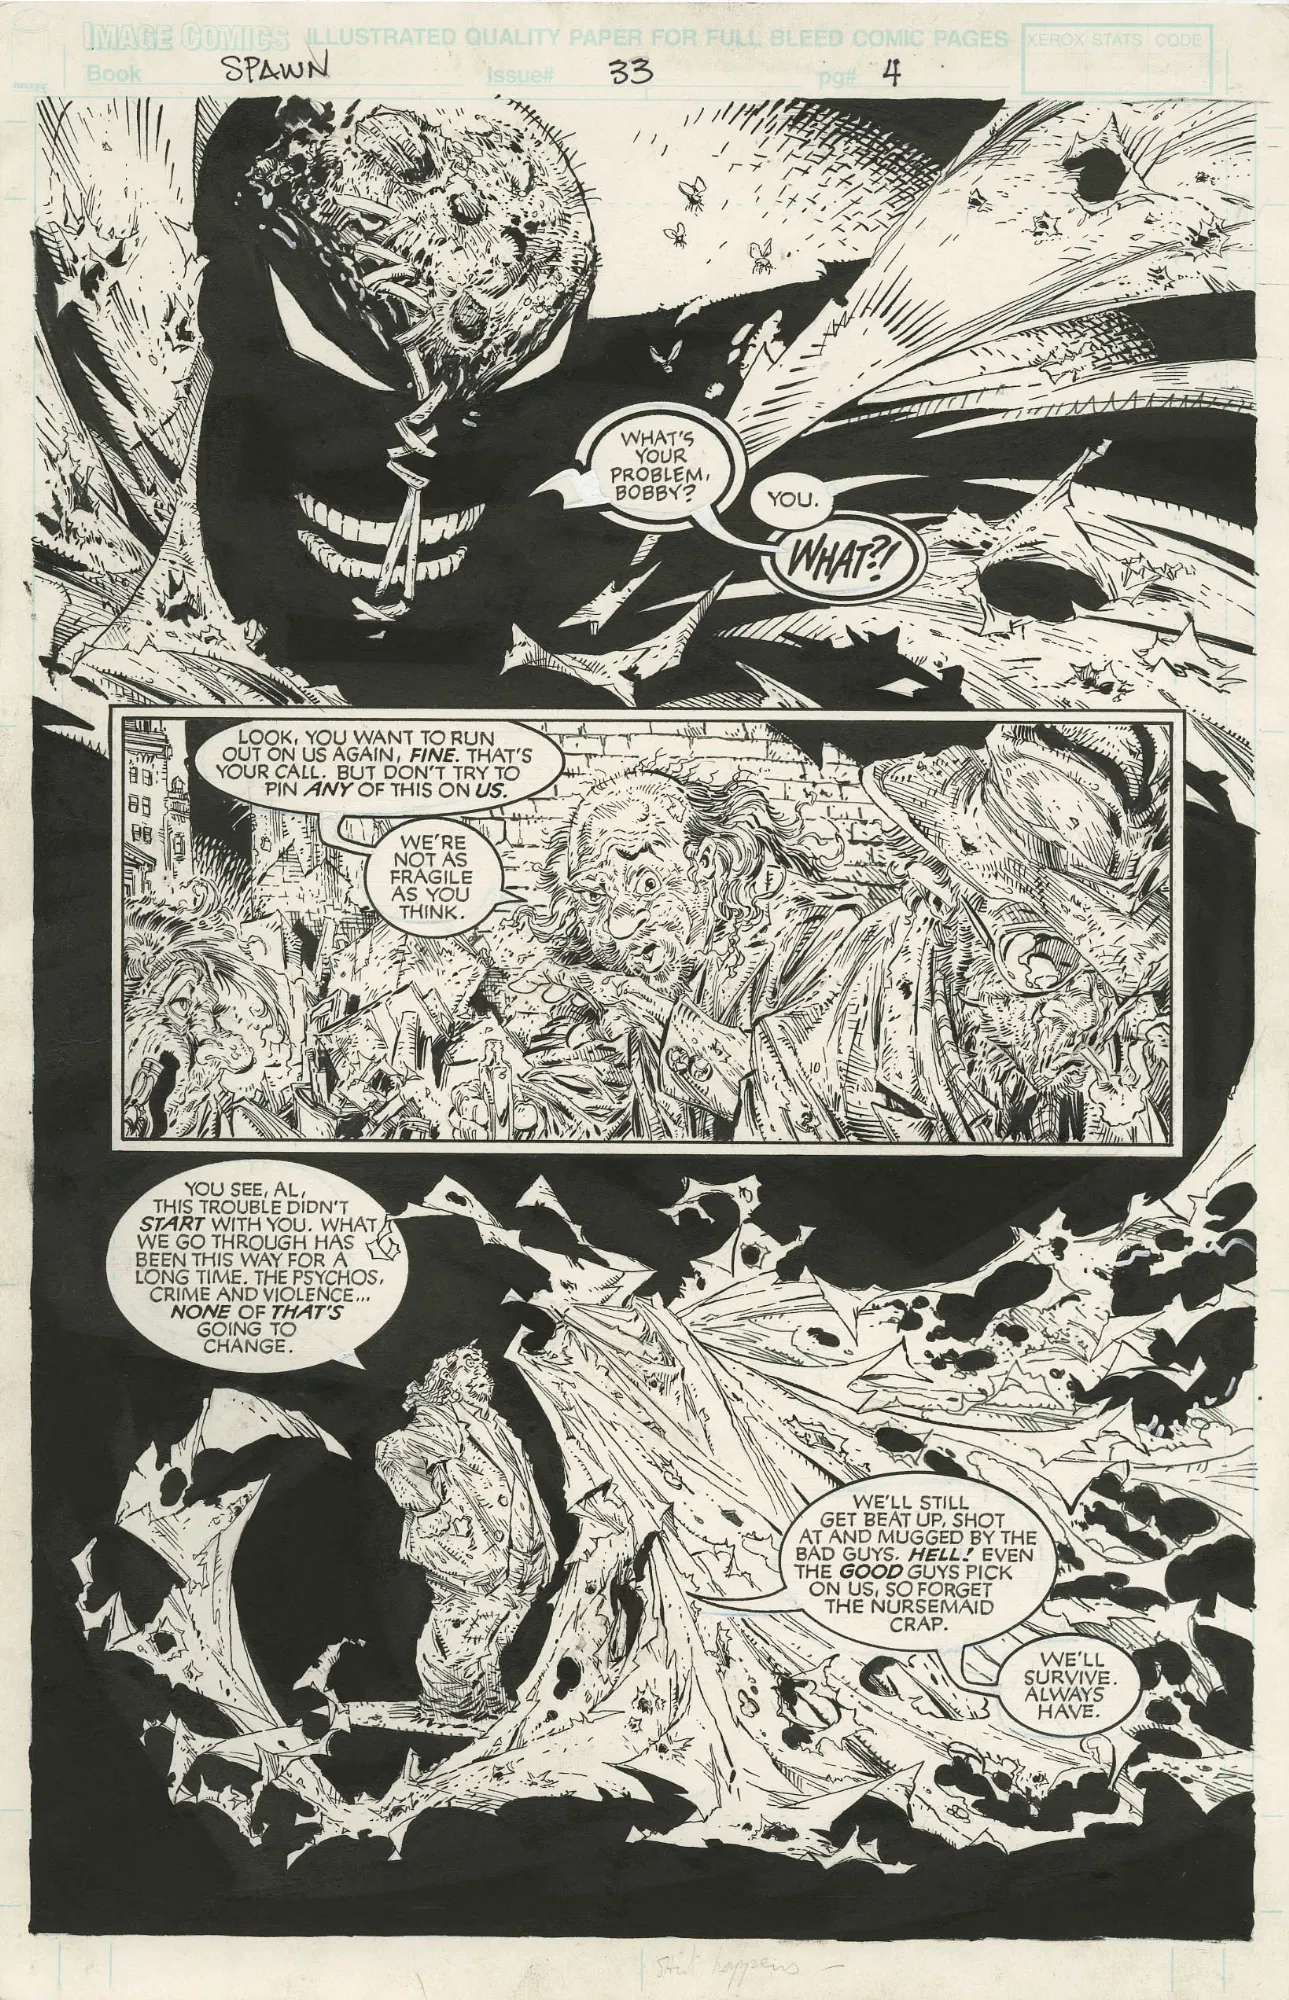 IMAGE COMICS ILLUSTRATED QUALITY PAPER FOR FULL BLEED COMIC PAGES
XEROX STATS CODE
Book SPAWN Issue# 33 pg# 4
WHAT'S
YOUR
PROBLEM,
BOBBY?
YOU.
WHAT?!
LOOK, YOU WANT TO RUN
OUT ON US AGAIN, FINE. THAT'S
YOUR CALL. BUT DON'T TRY TO
PIN ANY OF THIS ON US.
WE'RE
NOT AS
FRAGILE
AS YOU
THINK.
YOU SEE, AL,
THIS TROUBLE DIDN'T
START WITH YOU. WHAT
WE GO THROUGH HAS
BEEN THIS WAY FOR A
LONG TIME. THE PSYCHOS,
CRIME AND VIOLENCE...
NONE OF THAT'S
GOING TO
CHANGE.
WE'LL STILL
GET BEAT UP, SHOT
AT AND MUGGED BY THE
BAD GUYS. HELL! EVEN
THE GOOD GUYS PICK
ON US, SO FORGET
THE NURSEMAID
CRAP.
WE'LL
SURVIVE.
ALWAYS
HAVE.
Shit happens –